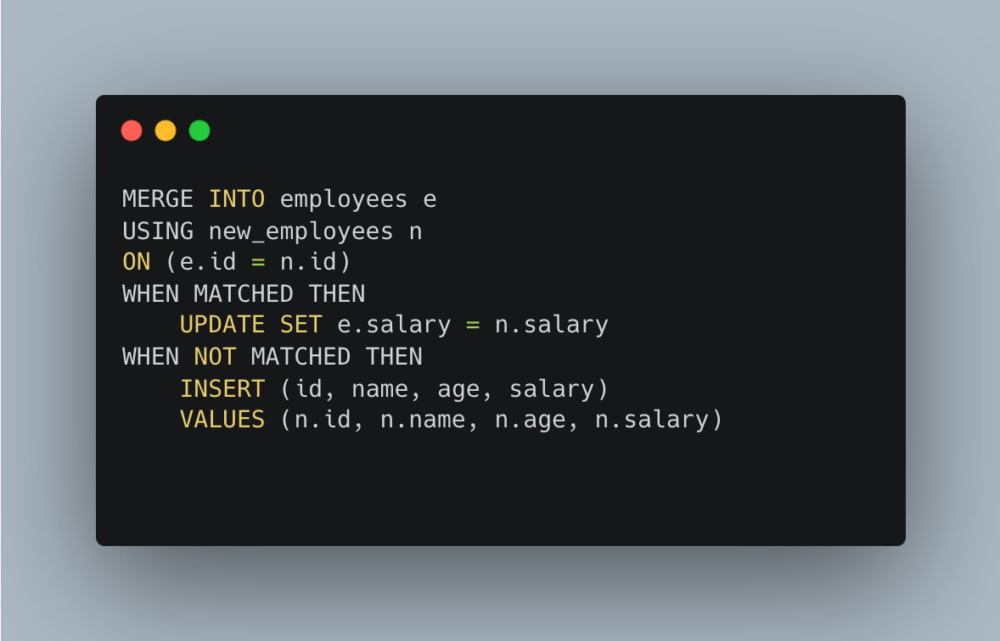 MERGE INTO employees e
USING new_employees n
ON (e.id = n.id)
WHEN MATCHED THEN
    UPDATE SET e.salary = n.salary
WHEN NOT MATCHED THEN
    INSERT (id, name, age, salary)
    VALUES (n.id, n.name, n.age, n.salary)